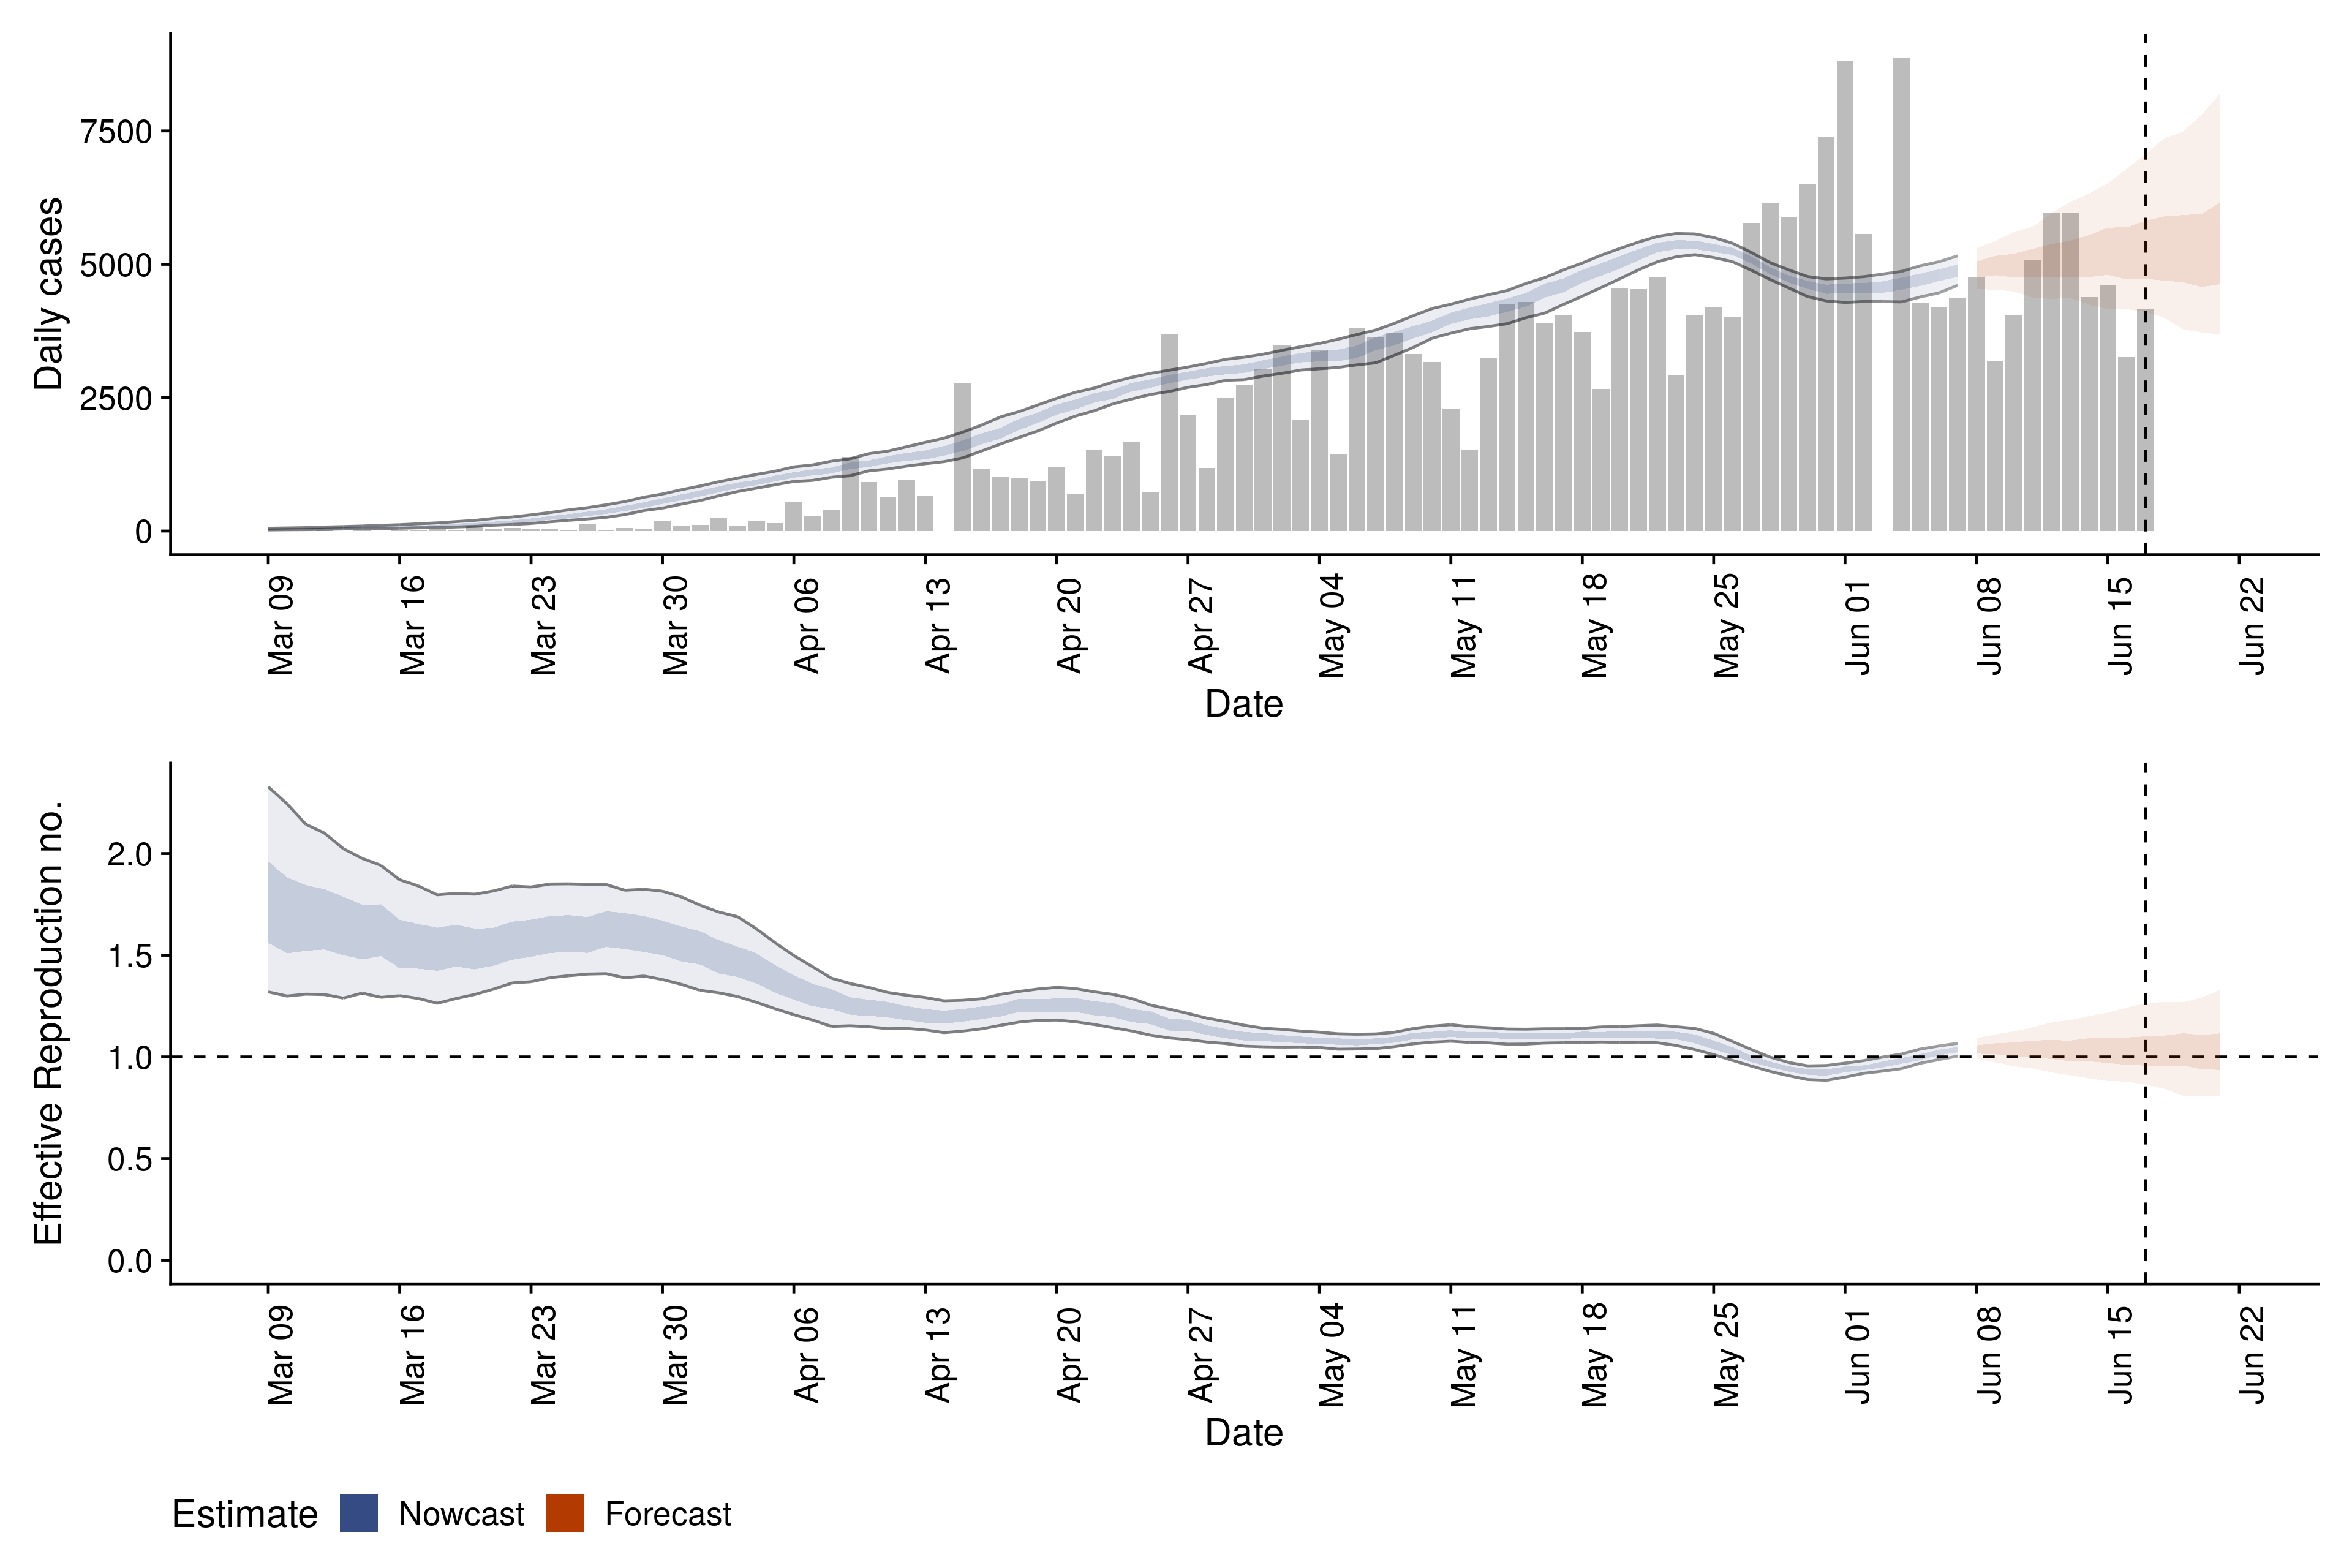 Daily cases
7500
5000
2500
0
Mar 09
Mar 16
Mar 23
Mar 30
Apr 06
Apr 13
Apr 20
Apr 27
May 04
May 11
May 18
May 25
Jun 01
Jun 08
Jun 15
Jun 22
Date
Effective Reproduction no.
2.0
1.5
1.0
0.5
0.0
Mar 09
Mar 16
Mar 23
Mar 30
Apr 06
Apr 13
Apr 20
Apr 27
May 04
May 11
May 18
May 25
Jun 01
Jun 08
Jun 15
Jun 22
Date
Estimate Nowcast Forecast